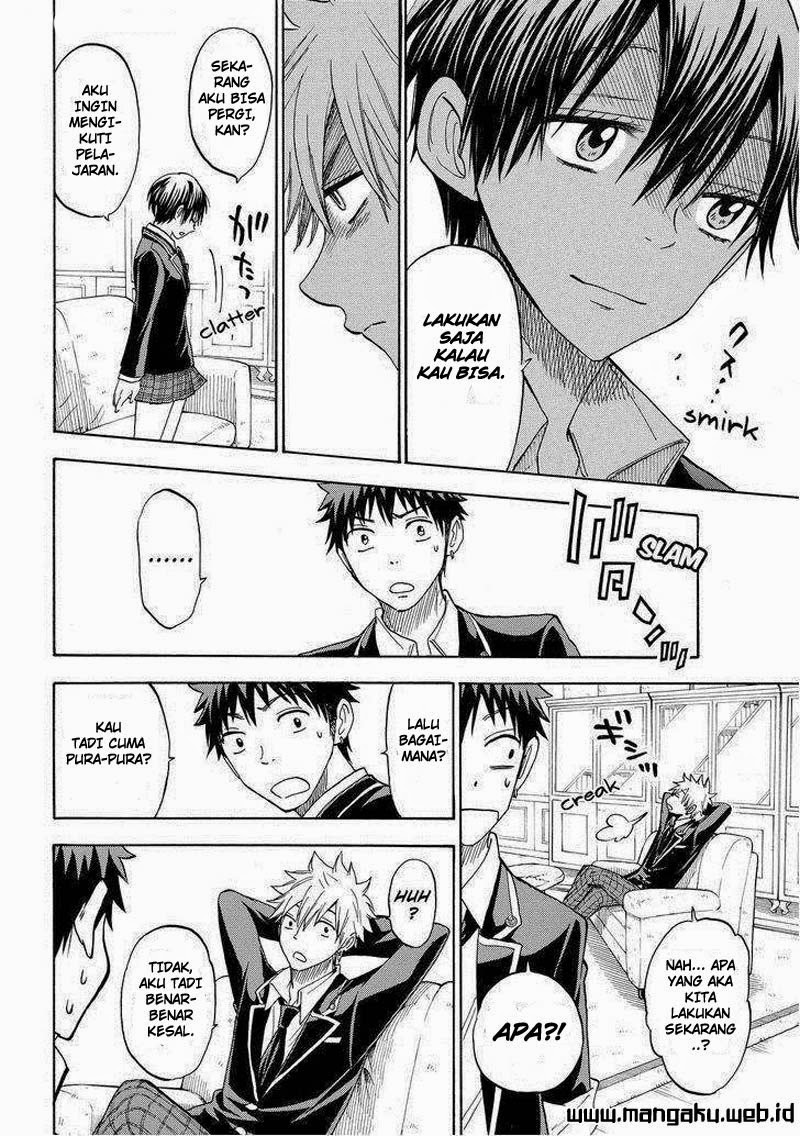 LAKUKAN
SAJA
KALAU
KAU BISA.
クス…
smirk
SEKA-
RANG
AKU BISA
PERGI,
KAN?
AKU
INGIN
MENGI-
KUTI
PELA-
JARAN.
がたっ
clatter
SLAM
......
ギシ
creak
NAH... APA
YANG AKA
KITA
LAKUKAN
SEKARANG
..?
LALU
BAGAI-
MANA?
KAU
TADI CUMA
PURA-PURA?
APA?!
HUH
?
TIDAK,
AKU TADI
BENAR-
BENAR
KESAL.
www.mangaku.web.id